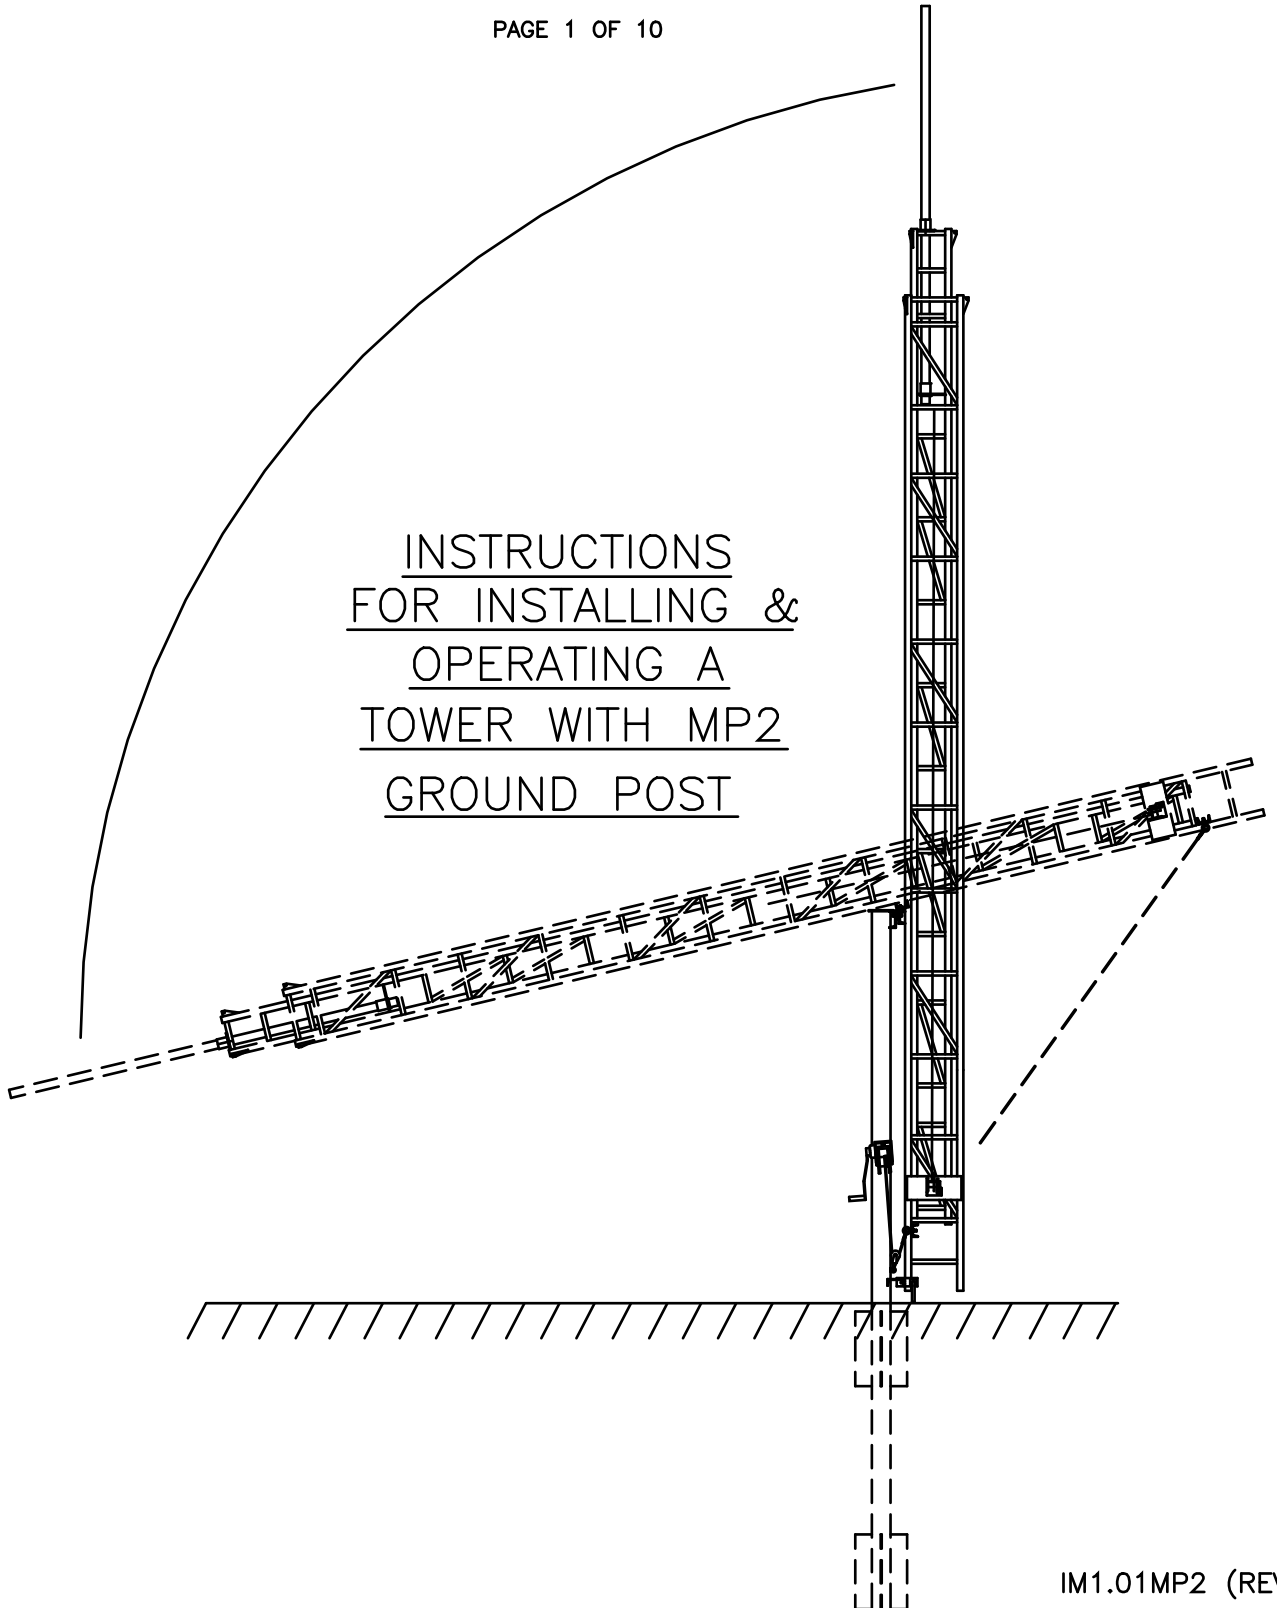 PAGE 1 OF 10
INSTRUCTIONS
FOR INSTALLING &
OPERATING A
TOWER WITH MP2
GROUND POST
IM1.01MP2